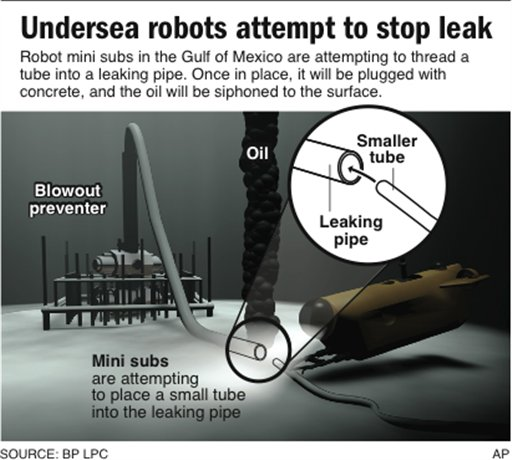 Undersea robots attempt to stop leak
Robot mini subs in the Gulf of Mexico are attempting to thread a
tube into a leaking pipe. Once in place, it will be plugged with
concrete, and the oil will be siphoned to the surface.
Oil
Smaller
tube
Blowout
preventer
Leaking
pipe
Mini subs
are attempting
to place a small tube
into the leaking pipe
SOURCE: BP LPC
AP